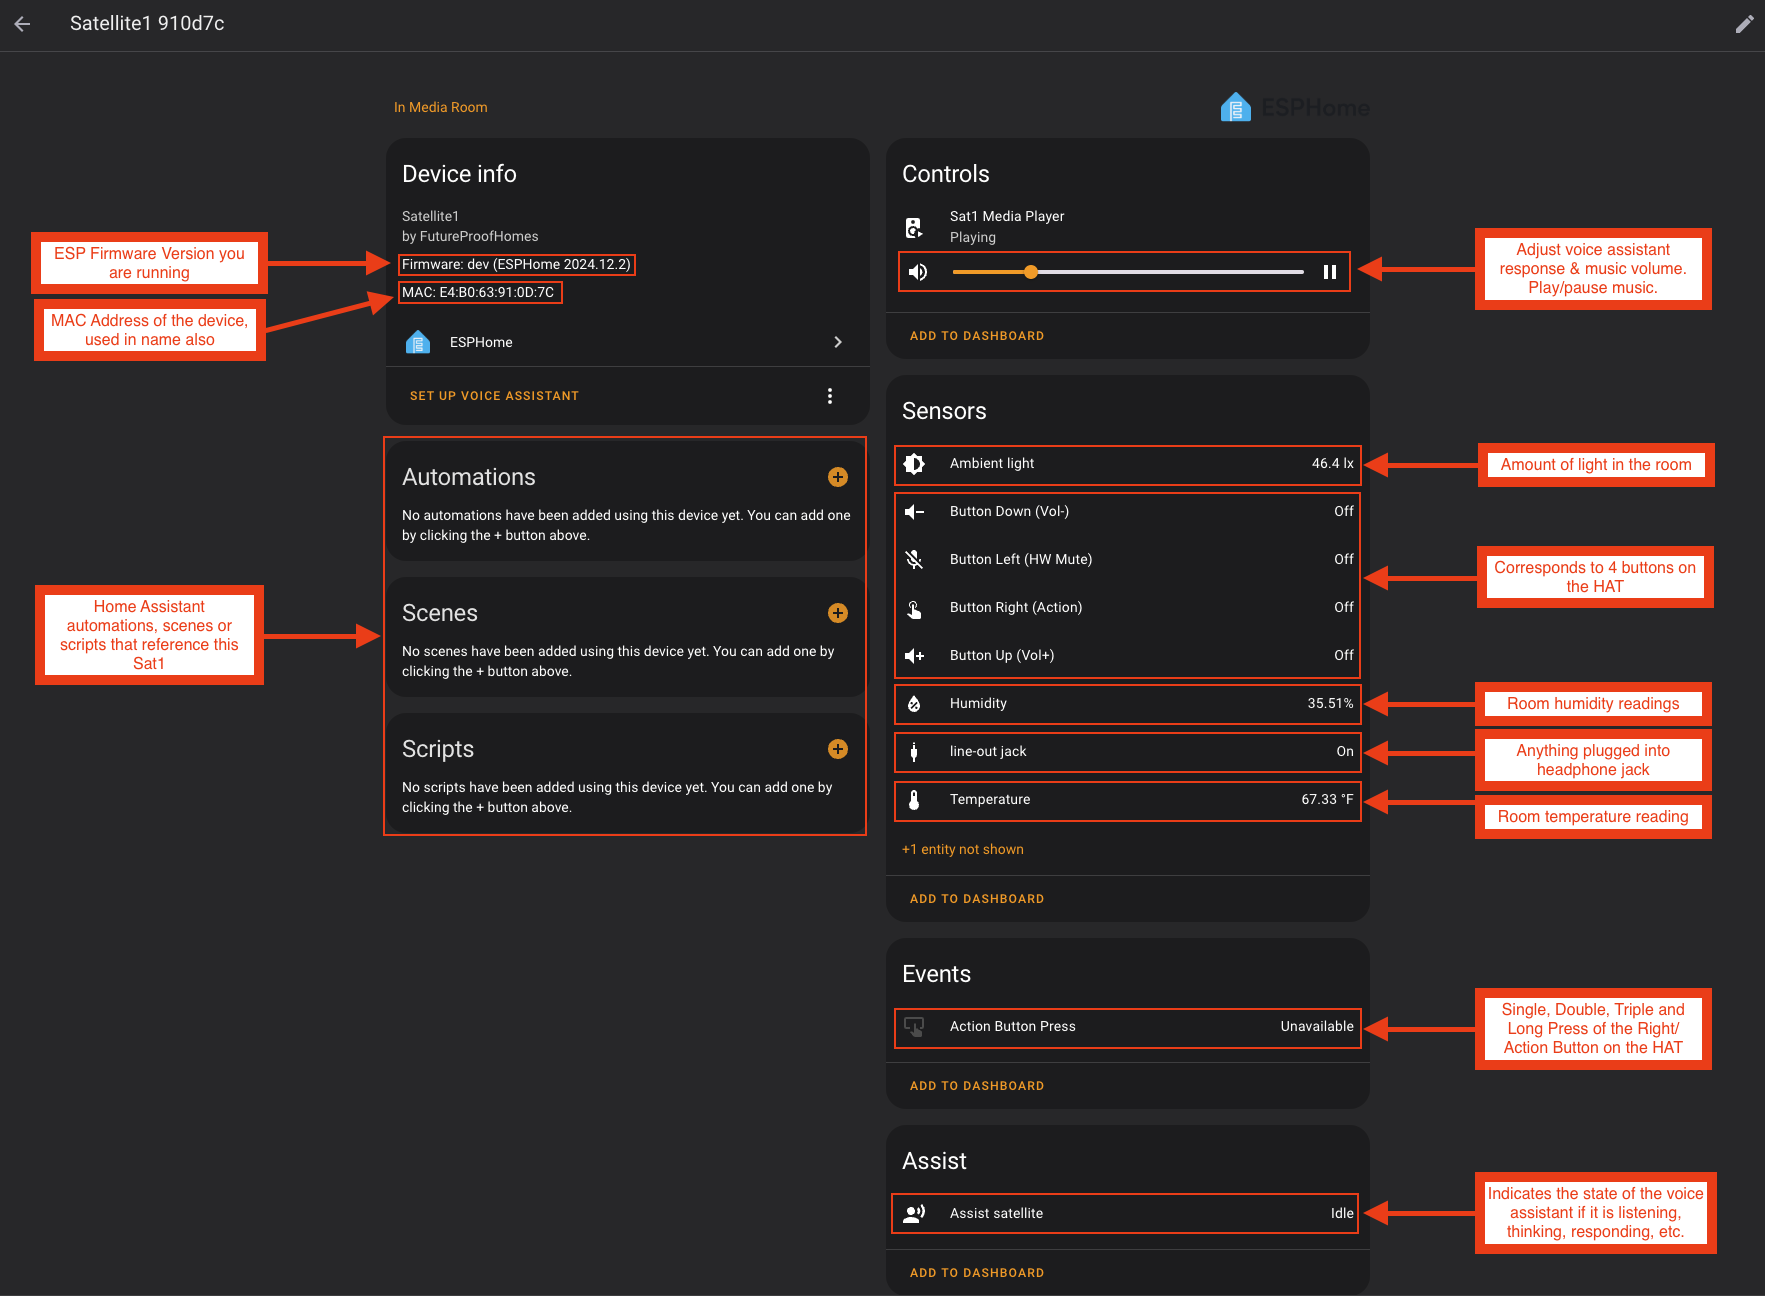 Satellite1 910d7c
In Media Room
ESPHome
Device info
Satellite1
by FutureProofHomes
Firmware: dev (ESPHome 2024.12.2)
MAC: E4:B0:63:91:0D:7C
ESPHome
SET UP VOICE ASSISTANT
ESP Firmware Version you
are running
MAC Address of the device,
used in name also
Automations
No automations have been added using this device yet. You can add one
by clicking the + button above.
Scenes
No scenes have been added using this device yet. You can add one by
clicking the + button above.
Scripts
No scripts have been added using this device yet. You can add one by
clicking the + button above.
Home Assistant
automations, scenes or
scripts that reference this
Sat1
Controls
Sat1 Media Player
Playing
ADD TO DASHBOARD
Adjust voice assistant
response & music volume.
Play/pause music.
Sensors
Ambient light 46.4 lx
Amount of light in the room
Button Down (Vol-) Off
Button Left (HW Mute) Off
Button Right (Action) Off
Button Up (Vol+) Off
Corresponds to 4 buttons on
the HAT
Humidity 35.51%
Room humidity readings
line-out jack On
Anything plugged into
headphone jack
Temperature 67.33 °F
Room temperature reading
+1 entity not shown
ADD TO DASHBOARD
Events
Action Button Press Unavailable
ADD TO DASHBOARD
Single, Double, Triple and
Long Press of the Right/
Action Button on the HAT
Assist
Assist satellite Idle
ADD TO DASHBOARD
Indicates the state of the voice
assistant if it is listening,
thinking, responding, etc.